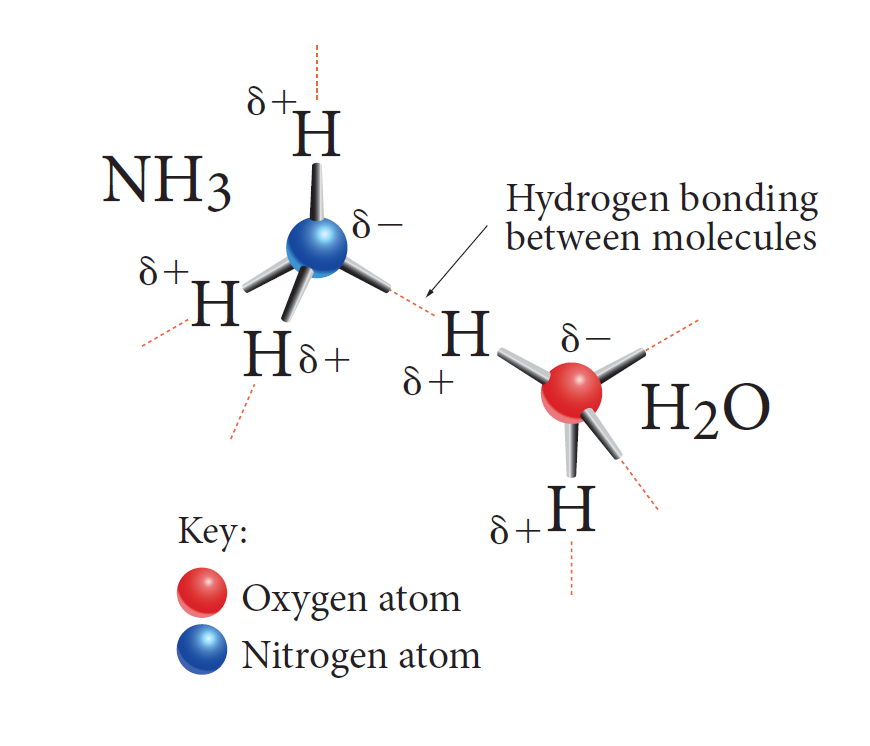 δ+
H
NH3
δ−
Hydrogen bonding
between molecules
δ+
H
H
δ+
H
δ+
δ−
H2O
H
δ+
Key:
Oxygen atom
Nitrogen atom